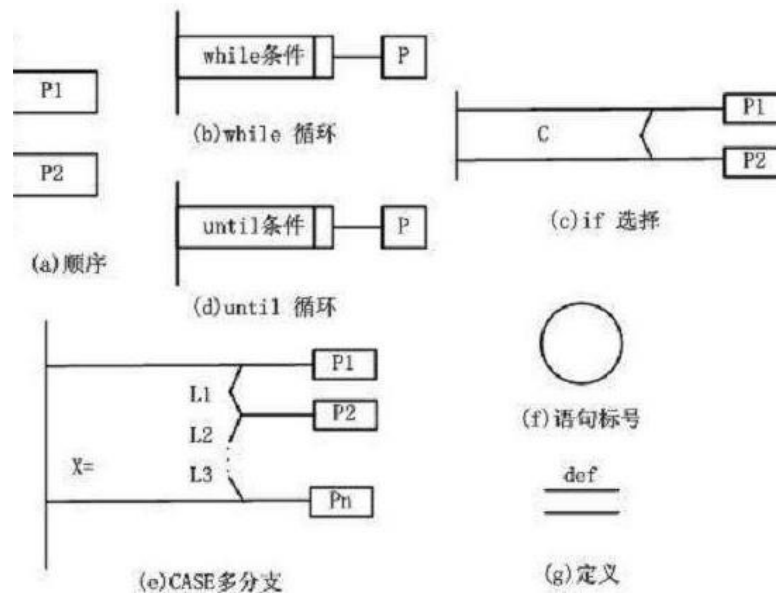 P1
P2
(a)顺序
while条件
P
(b)while 循环
until条件
P
(d)until 循环
C
P1
P2
(c)if 选择
X=
L1
L2
L3
P1
P2
Pn
(e)CASE多分支
(f)语句标号
def
(g)定义